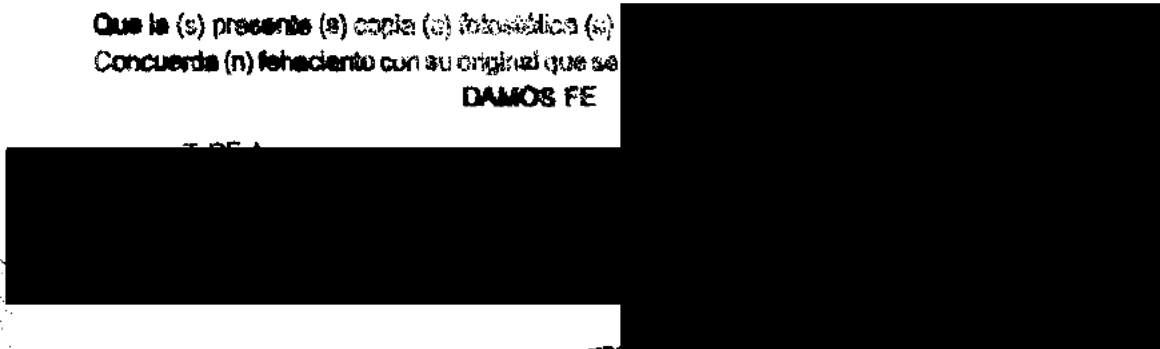 Que la (s) presente (s) copia (s) fotostática (s)
Concuerda (n) fehaciente con su original que se
DAMOS FE